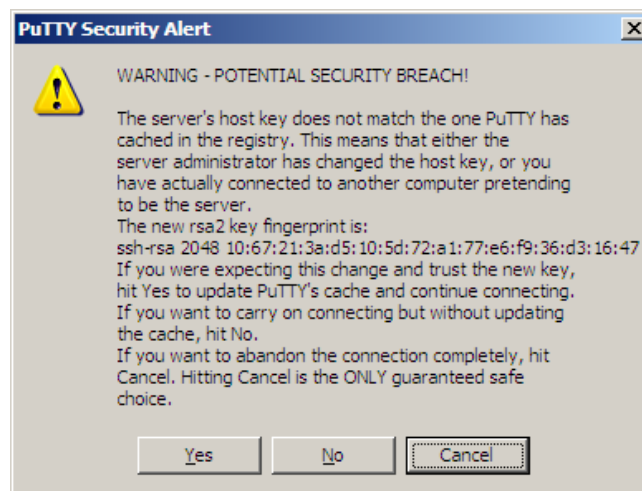 PuTTY Security Alert
WARNING - POTENTIAL SECURITY BREACH!
The server's host key does not match the one PuTTY has
cached in the registry. This means that either the
server administrator has changed the host key, or you
have actually connected to another computer pretending
to be the server.
The new rsa2 key fingerprint is:
ssh-rsa 2048 10:67:21:3a:d5:10:5d:72:a1:77:e6:f9:36:d3:16:47
If you were expecting this change and trust the new key,
hit Yes to update PuTTY's cache and continue connecting.
If you want to carry on connecting but without updating
the cache, hit No.
If you want to abandon the connection completely, hit
Cancel. Hitting Cancel is the ONLY guaranteed safe
choice.
Yes No Cancel